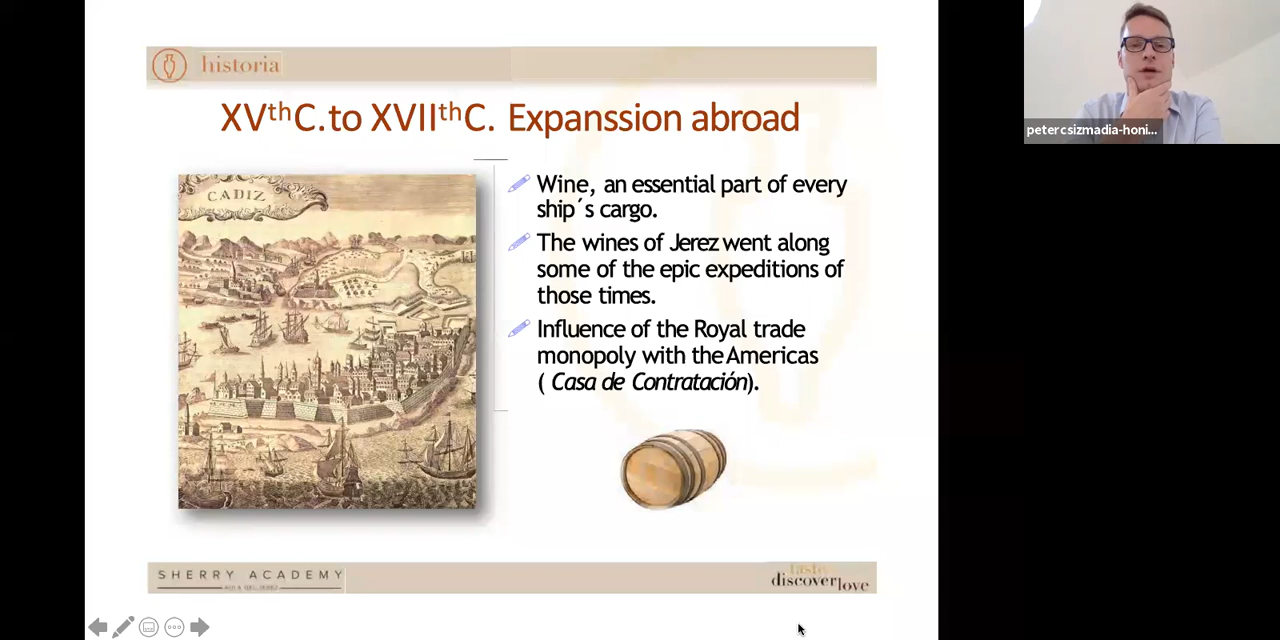 historia
XVthC. to XVIIthC. Expanssion abroad
CADIZ
Wine, an essential part of every
ship´s cargo.
The wines of Jerez went along
some of the epic expeditions of
those times.
Influence of the Royal trade
monopoly with the Americas
( Casa de Contratación).
SHERRY ACADEMY
taste
discover
love
petercsizmadia-honi...